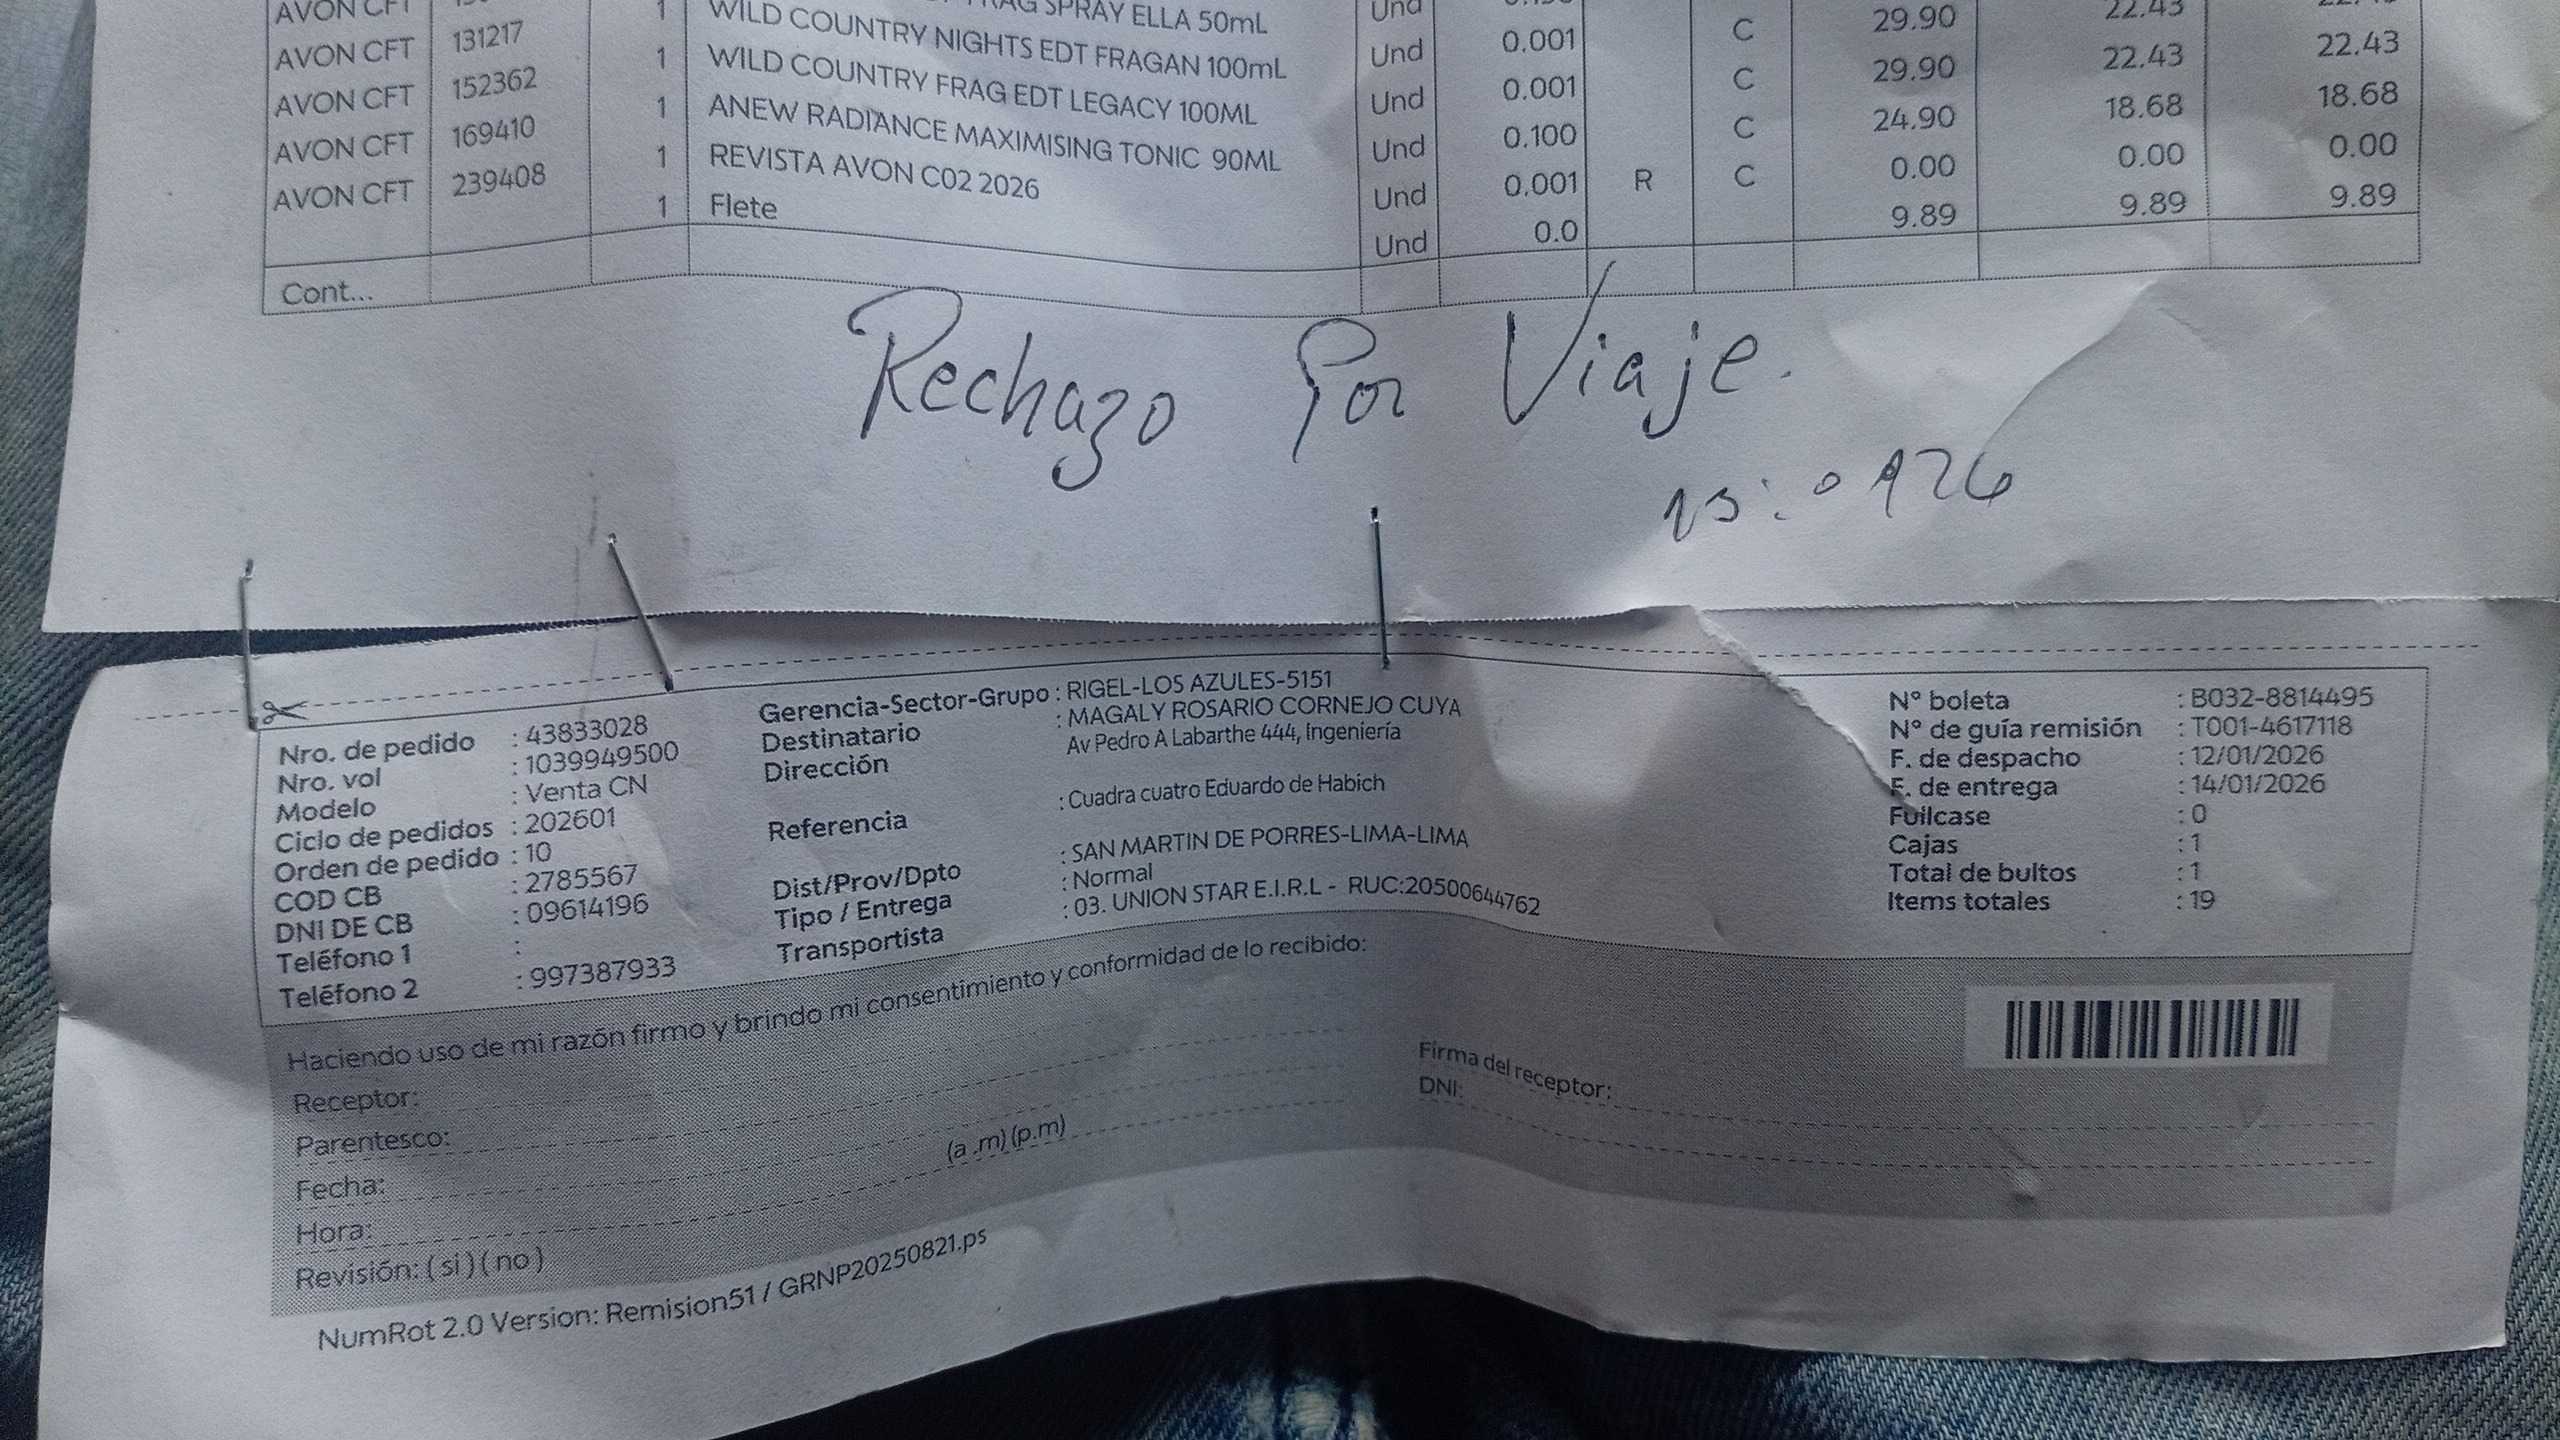 AVON CFT SPRAY ELLA 50mL Und
AVON CFT 131217 1 WILD COUNTRY NIGHTS EDT FRAGAN 100mL Und 0.001 C 29.90 22.43
AVON CFT 152362 1 WILD COUNTRY FRAG EDT LEGACY 100ML Und 0.001 C 29.90 22.43 22.43
AVON CFT 169410 1 ANEW RADIANCE MAXIMISING TONIC 90ML Und 0.100 C 24.90 18.68 18.68
AVON CFT 239408 1 REVISTA AVON C02 2026 Und 0.001 R C 0.00 0.00 0.00
1 Flete Und 0.0 9.89 9.89 9.89
Cont...
Rechazo Por Viaje.
Nro. de pedido : 43833028
Nro. vol : 1039949500
Modelo : Venta CN
Ciclo de pedidos : 202601
Orden de pedido : 10
COD CB : 2785567
DNI DE CB : 09614196
Teléfono 1 :
Teléfono 2 : 997387933
Gerencia-Sector-Grupo : RIGEL-LOS AZULES-5151
Destinatario : MAGALY ROSARIO CORNEJO CUYA
Dirección Av Pedro A Labarthe 444, Ingeniería
Referencia : Cuadra cuatro Eduardo de Habich
Dist/Prov/Dpto : SAN MARTIN DE PORRES-LIMA-LIMA
Tipo / Entrega : Normal
Transportista : 03. UNION STAR E.I.R.L - RUC:20500644762
N° boleta : B032-8814495
N° de guía remisión : T001-4617118
F. de despacho : 12/01/2026
F. de entrega : 14/01/2026
Fullcase : 0
Cajas : 1
Total de bultos : 1
Items totales : 19
Haciendo uso de mi razón firmo y brindo mi consentimiento y conformidad de lo recibido:
Receptor:
Parentesco:
Fecha:
Hora: (a .m) (p.m)
Revisión: ( si ) ( no )
Firma del receptor:
DNI:
NumRot 2.0 Version: Remision51 / GRNP20250821.ps